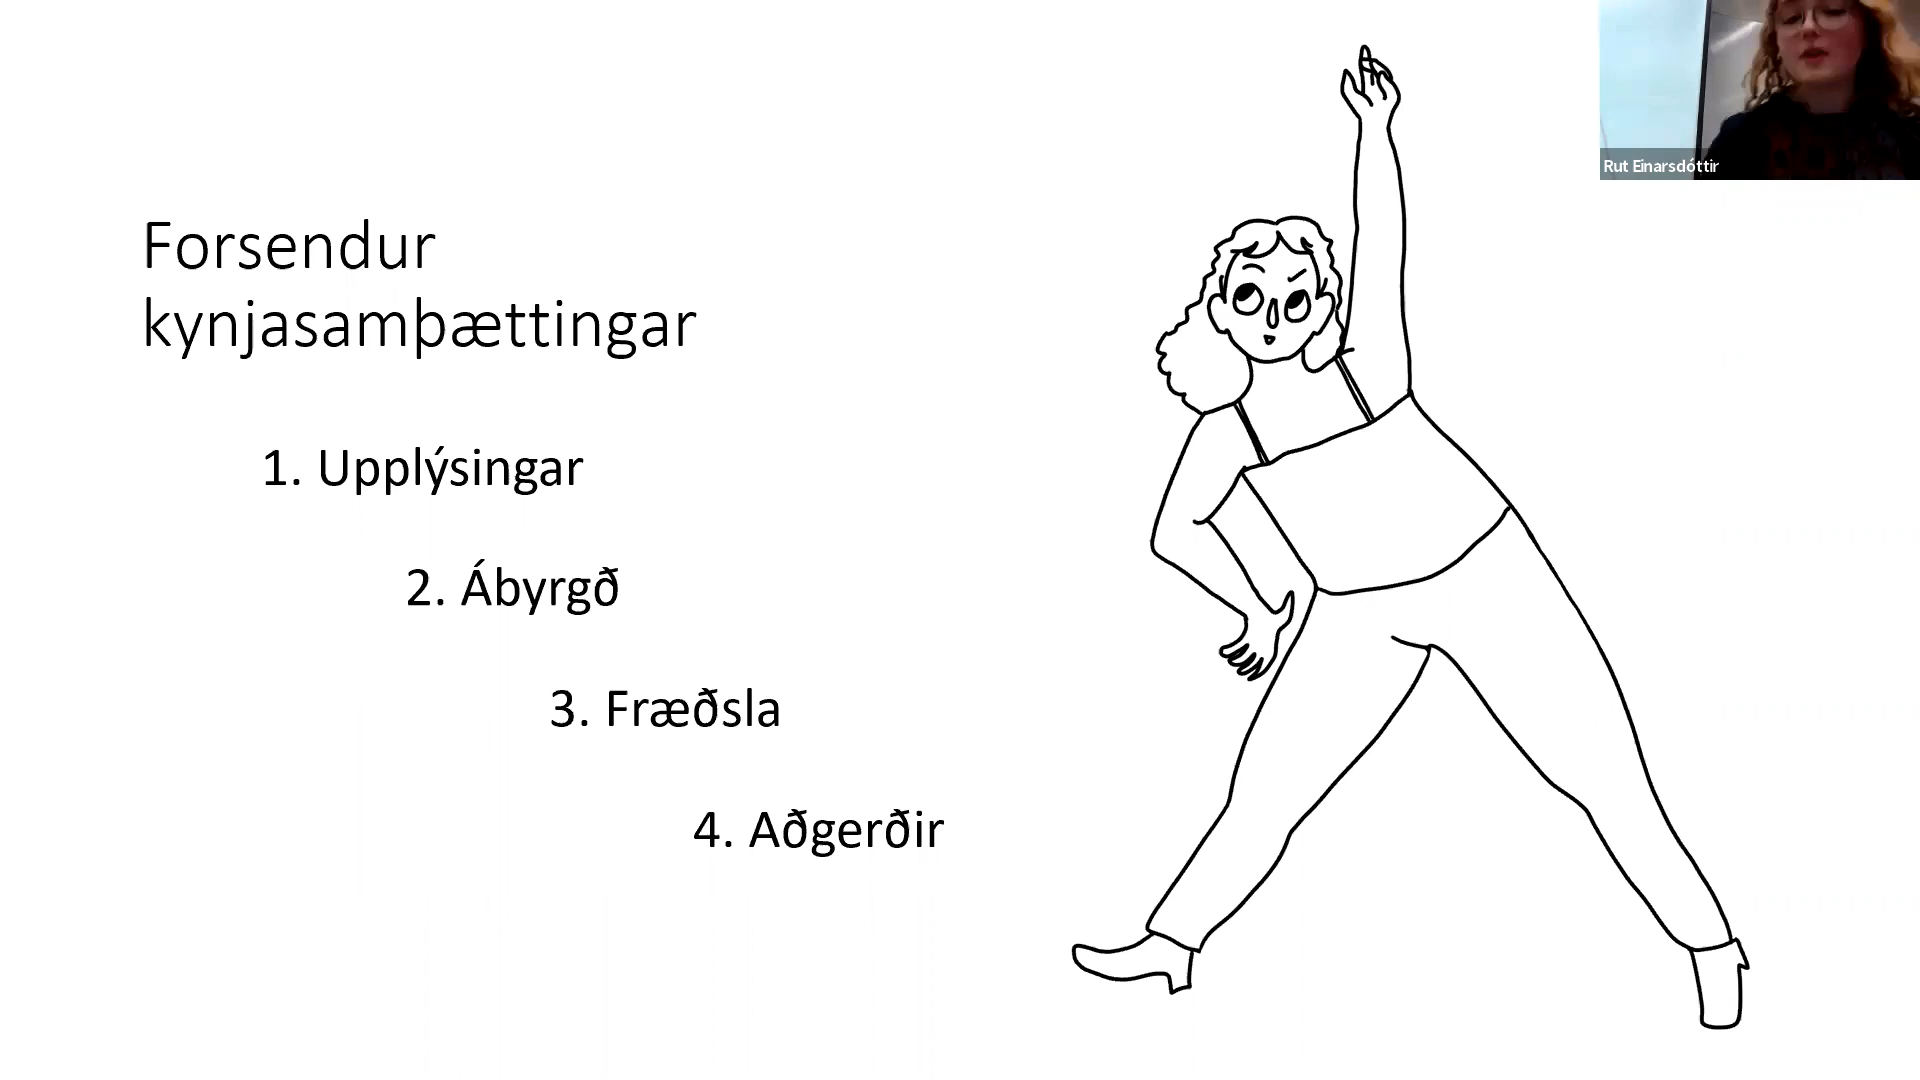 Forsendur
kynjasamþættingar
1. Upplýsingar
2. Ábyrgð
3. Fræðsla
4. Aðgerðir
Rut Einarsdóttir